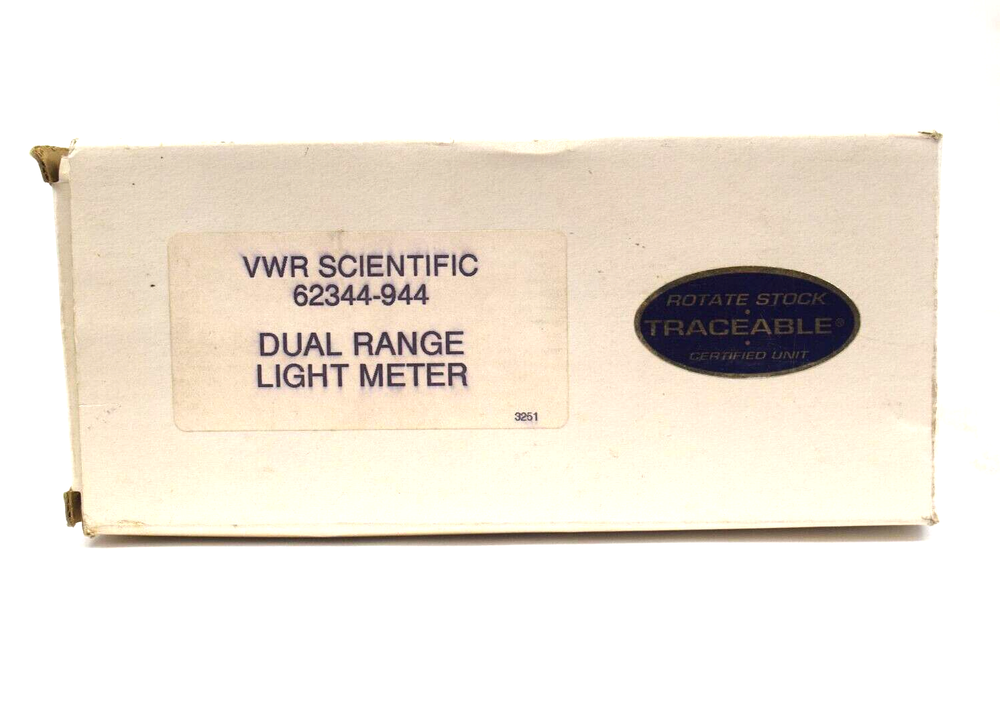 VWR SCIENTIFIC
62344-944
DUAL RANGE
LIGHT METER
3251
ROTATE STOCK
TRACEABLE®
CERTIFIED UNIT